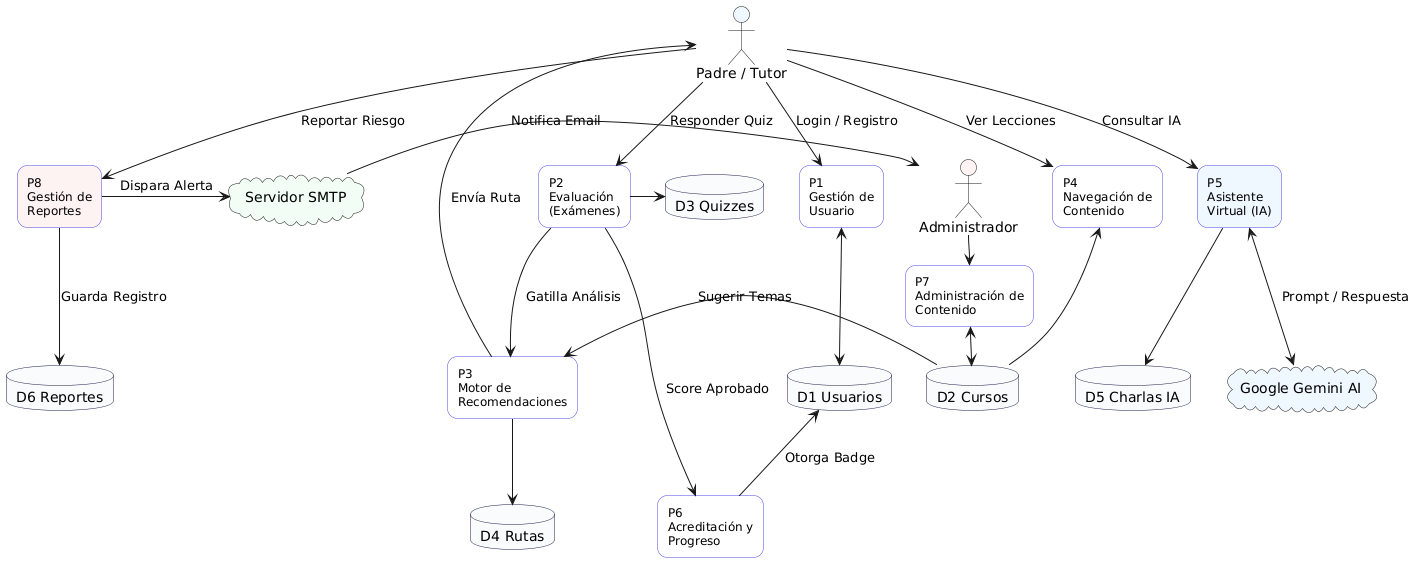 Padre / Tutor
Reportar Riesgo
Notifica Email
Responder Quiz
Login / Registro
Ver Lecciones
Consultar IA
P8
Gestión de
Reportes
Dispara Alerta
Servidor SMTP
Envía Ruta
P2
Evaluación
(Exámenes)
D3 Quizzes
P1
Gestión de
Usuario
Administrador
P4
Navegación de
Contenido
P5
Asistente
Virtual (IA)
Guarda Registro
Gatilla Análisis
Sugerir Temas
P7
Administración de
Contenido
Prompt / Respuesta
D6 Reportes
P3
Motor de
Recomendaciones
Score Aprobado
D1 Usuarios
D2 Cursos
D5 Charlas IA
Google Gemini AI
Otorga Badge
D4 Rutas
P6
Acreditación y
Progreso